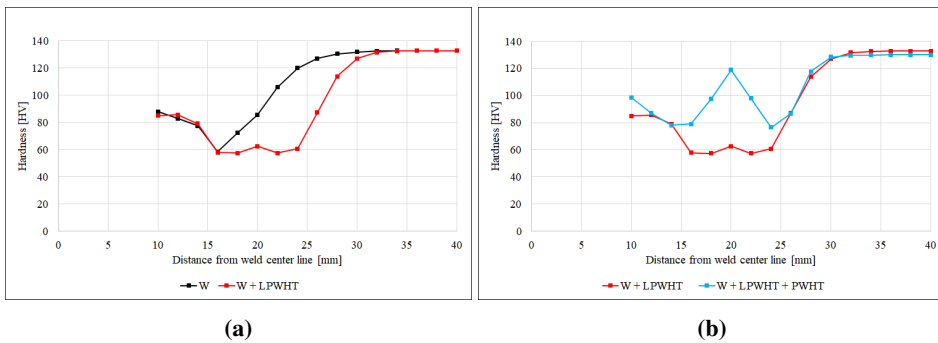 140
120
100
80
60
40
20
0
Hardness [HV]
0 5 10 15 20 25 30 35 40
Distance from weld center line [mm]
W W + LPWHT
(a)
140
120
100
80
60
40
20
0
Hardness [HV]
0 5 10 15 20 25 30 35 40
Distance from weld center line [mm]
W + LPWHT W + LPWHT + PWHT
(b)